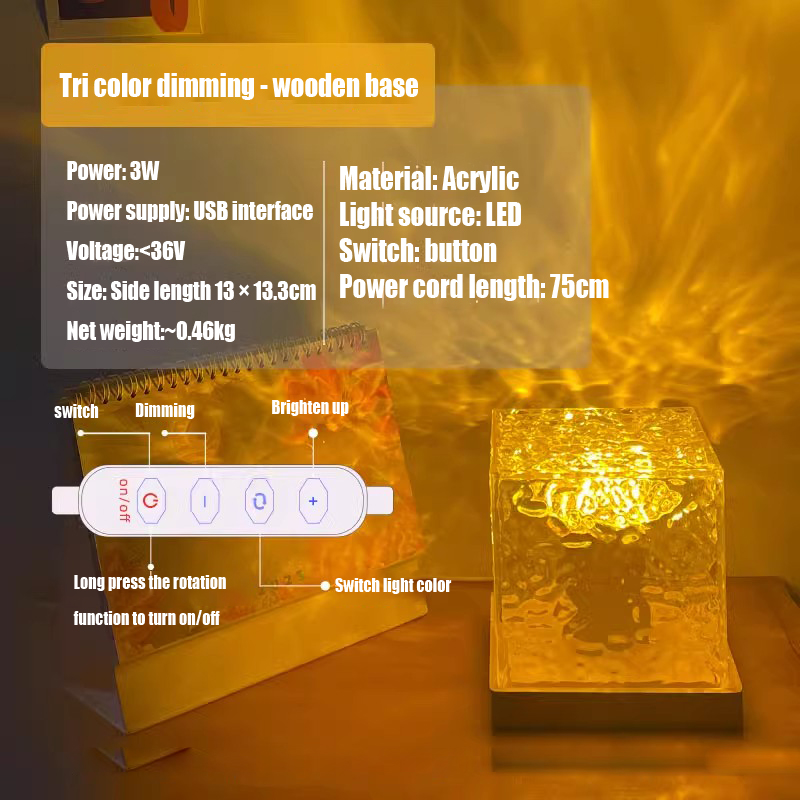 Tri color dimming - wooden base
Power: 3W
Power supply: USB interface
Voltage:<36V
Size: Side length 13 × 13.3cm
Net weight:~0.46kg
Material: Acrylic
Light source: LED
Switch: button
Power cord length: 75cm
switch
Dimming
Brighten up
on/off
−
+
Long press the rotation
function to turn on/off
Switch light color